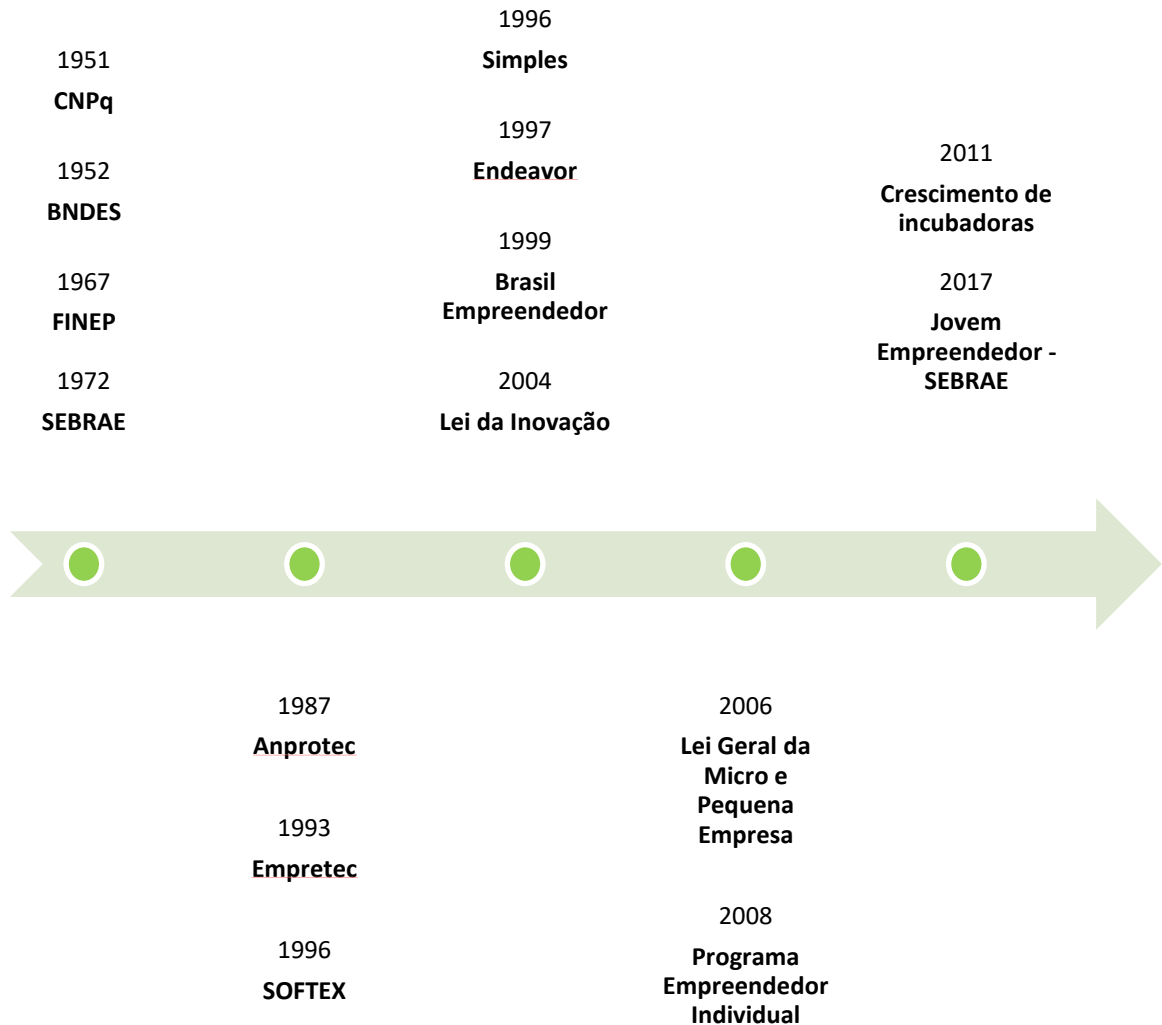 1951
CNPq
1952
BNDES
1967
FINEP
1972
SEBRAE
1987
Anprotec
1993
Empretec
1996
SOFTEX
1996
Simples
1997
Endeavor
1999
Brasil
Empreendedor
2004
Lei da Inovação
2006
Lei Geral da
Micro e
Pequena
Empresa
2008
Programa
Empreendedor
Individual
2011
Crescimento de
incubadoras
2017
Jovem
Empreendedor -
SEBRAE